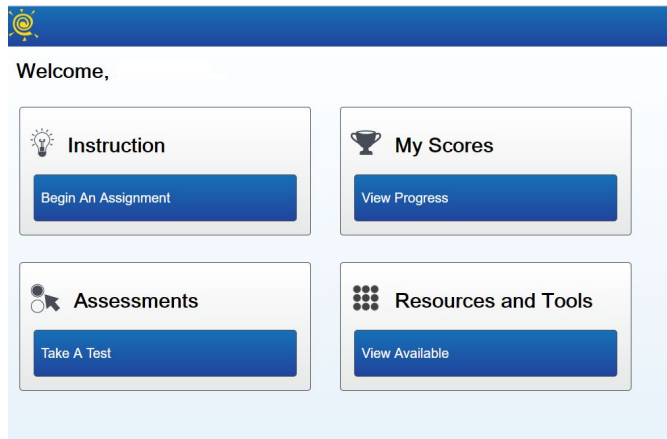 Welcome,
Instruction
Begin An Assignment
My Scores
View Progress
Assessments
Take A Test
Resources and Tools
View Available